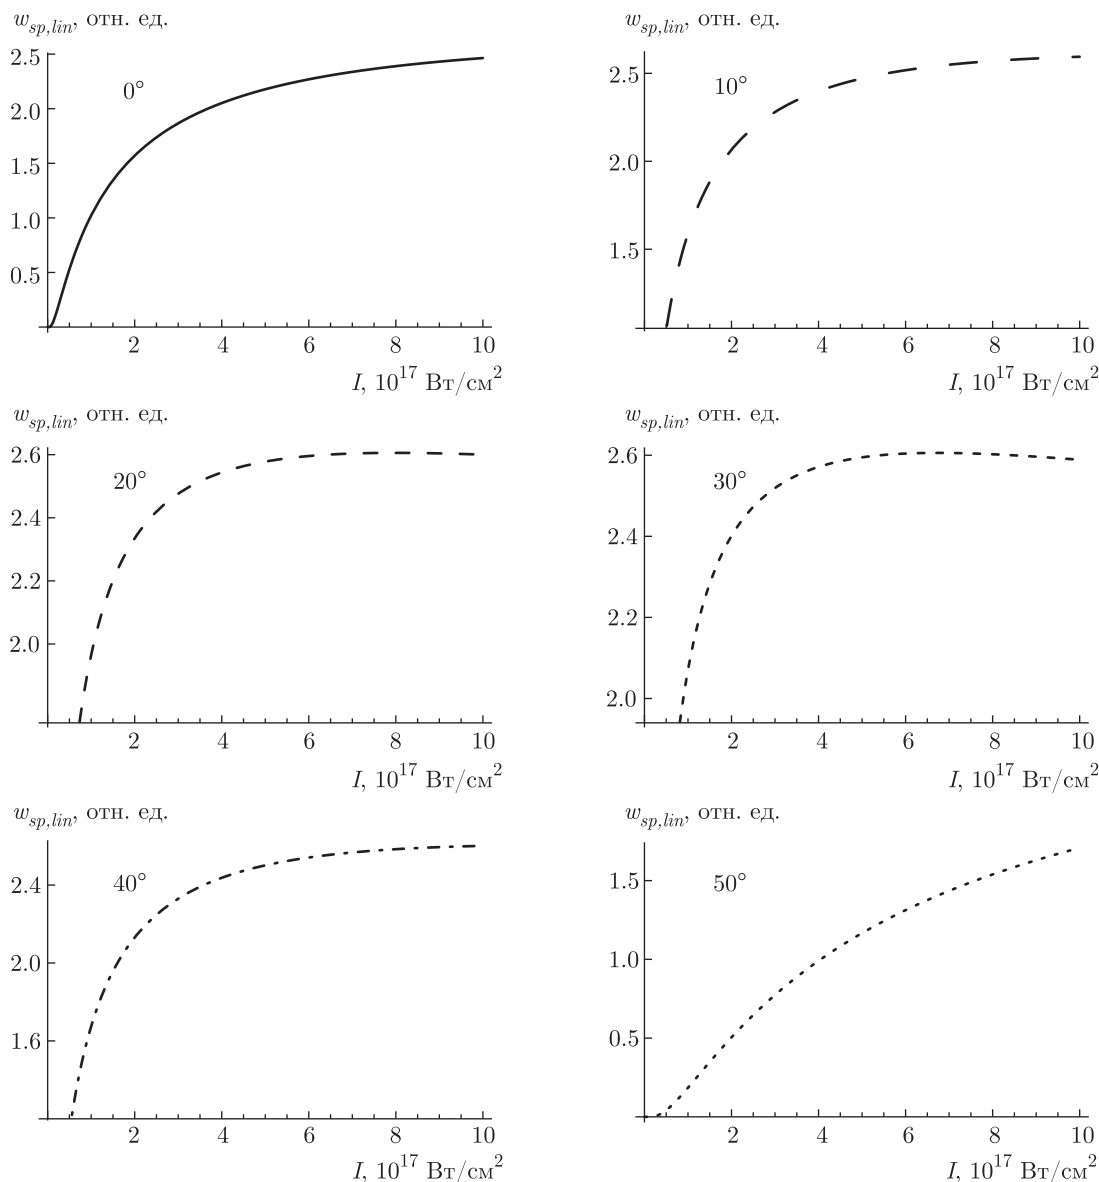 w_{sp,lin}, отн. ед.
2.5
2.0
1.5
1.0
0.5
0°
2 4 6 8 10
I, 10^{17} Вт/см^2
w_{sp,lin}, отн. ед.
2.5
2.0
1.5
10°
2 4 6 8 10
I, 10^{17} Вт/см^2
w_{sp,lin}, отн. ед.
2.6
2.4
2.2
2.0
20°
2 4 6 8 10
I, 10^{17} Вт/см^2
w_{sp,lin}, отн. ед.
2.6
2.4
2.2
2.0
30°
2 4 6 8 10
I, 10^{17} Вт/см^2
w_{sp,lin}, отн. ед.
2.4
2.0
1.6
40°
2 4 6 8 10
I, 10^{17} Вт/см^2
w_{sp,lin}, отн. ед.
1.5
1.0
0.5
50°
2 4 6 8 10
I, 10^{17} Вт/см^2